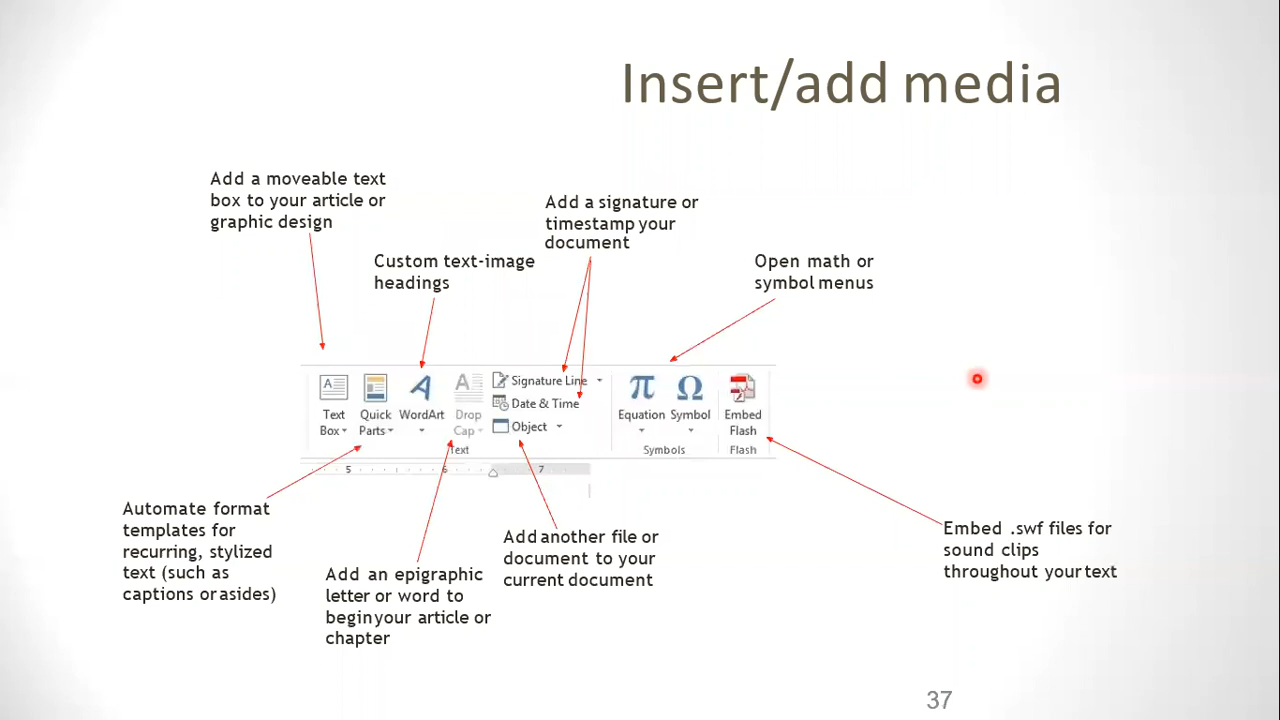 Insert/add media
Add a moveable text
box to your article or
graphic design
Add a signature or
timestamp your
document
Custom text-image
headings
Open math or
symbol menus
Text
Box
Quick
Parts
WordArt
Drop
Cap
Signature Line
Date & Time
Object
Text
Equation
Symbol
Symbols
Embed
Flash
Flash
5
6
7
Automate format
templates for
recurring, stylized
text (such as
captions or asides)
Add an epigraphic
letter or word to
begin your article or
chapter
Add another file or
document to your
current document
Embed .swf files for
sound clips
throughout your text
37